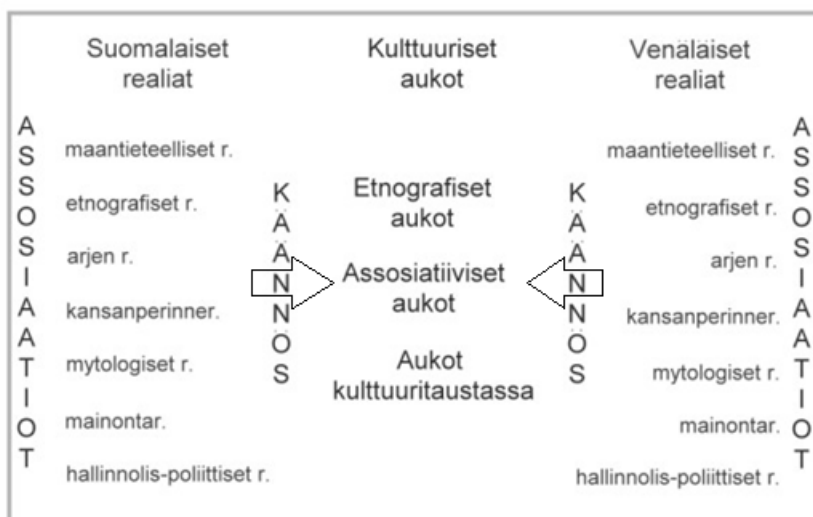 Suomalaiset
realiat
ASSOSIAATIOT
maantieteelliset r.
etnografiset r.
arjen r.
kansanperinner.
mytologiset r.
mainontar.
hallinnolis-poliittiset r.
KÄÄNNÖS
Kulttuuriset
aukot
Etnografiset
aukot
Assosiatiiviset
aukot
Aukot
kulttuuritaustassa
KÄÄNNÖS
Venäläiset
realiat
maantieteelliset r.
etnografiset r.
arjen r.
kansanperinner.
mytologiset r.
mainontar.
hallinnolis-poliittiset r.
ASSOSIAATIOT